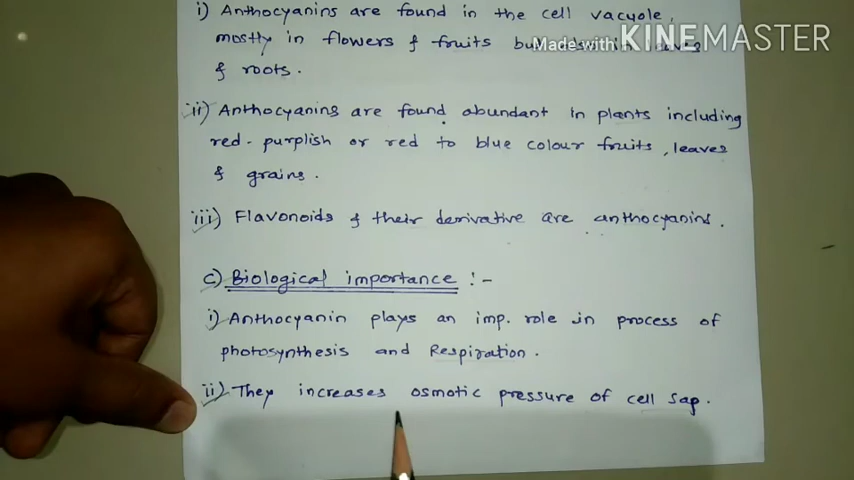 i) Anthocyanins are found in the cell vacuole,
mostly in flowers & fruits
Made with KINEMASTER
& roots.
ii) Anthocyanins are found abundant in plants including
red-purplish or red to blue colour fruits, leaves
& grains.
iii) Flavonoids & their derivative are anthocyanins.
c) Biological importance :-
i) Anthocyanin plays an imp. role in process of
photosynthesis and Respiration.
ii) They increases osmotic pressure of cell sap.